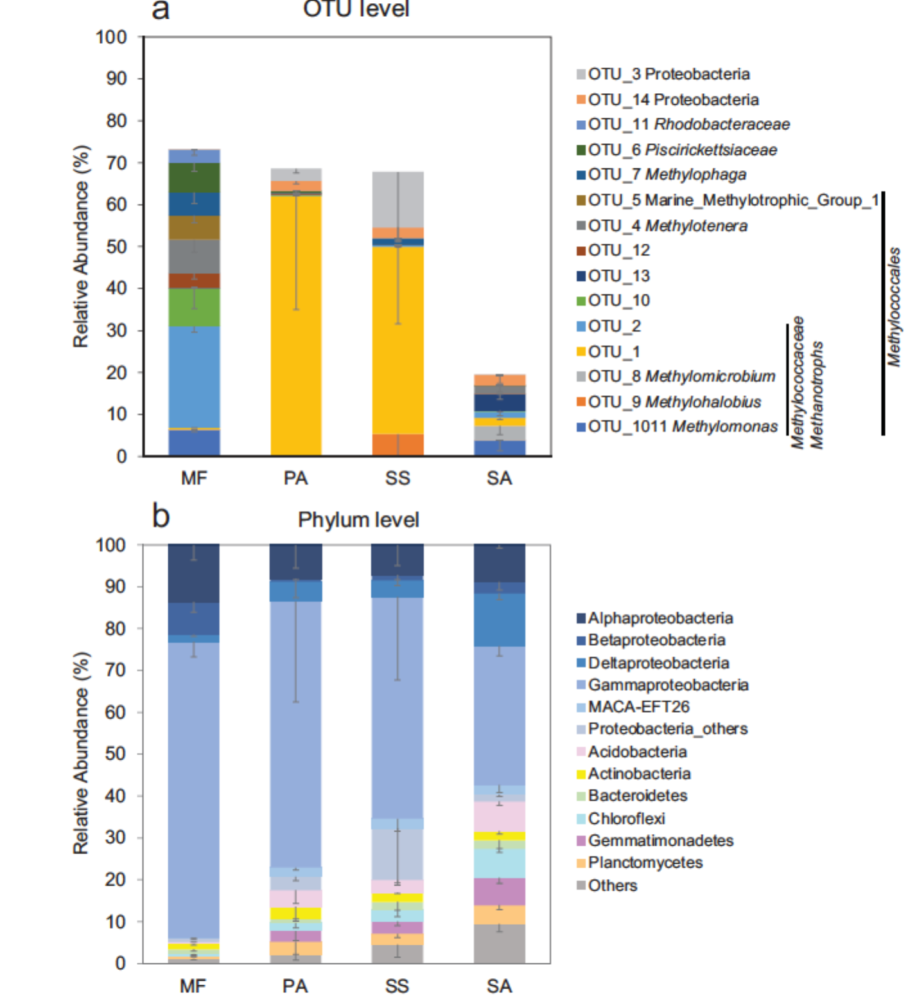 a
OTU level
100
90
80
70
60
50
40
30
20
10
0
Relative Abundance (%)
MF PA SS SA
OTU_3 Proteobacteria
OTU_14 Proteobacteria
OTU_11 Rhodobacteraceae
OTU_6 Piscirickettsiaceae
OTU_7 Methylophaga
OTU_5 Marine_Methylotrophic_Group_1
OTU_4 Methylotenera
OTU_12
OTU_13
OTU_10
OTU_2
OTU_1
OTU_8 Methylomicrobium
OTU_9 Methylohalobius
OTU_1011 Methylomonas
Methylococcaceae
Methanotrophs
Methylococcales
b
Phylum level
100
90
80
70
60
50
40
30
20
10
0
Relative Abundance (%)
MF PA SS SA
Alphaproteobacteria
Betaproteobacteria
Deltaproteobacteria
Gammaproteobacteria
MACA-EFT26
Proteobacteria_others
Acidobacteria
Actinobacteria
Bacteroidetes
Chloroflexi
Gemmatimonadetes
Planctomycetes
Others